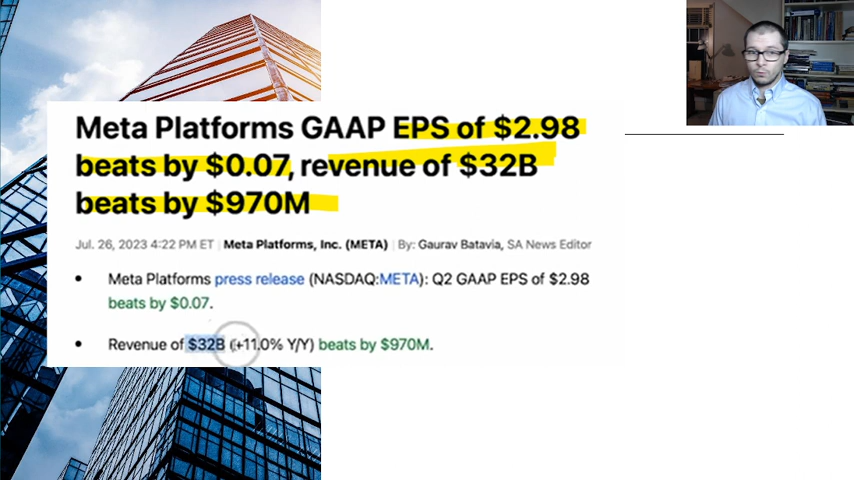 Meta Platforms GAAP EPS of $2.98
beats by $0.07, revenue of $32B
beats by $970M
Jul. 26, 2023 4:22 PM ET | Meta Platforms, Inc. (META) | By: Gaurav Batavia, SA News Editor
• Meta Platforms press release (NASDAQ:META): Q2 GAAP EPS of $2.98
beats by $0.07.
• Revenue of $32B (+11.0% Y/Y) beats by $970M.